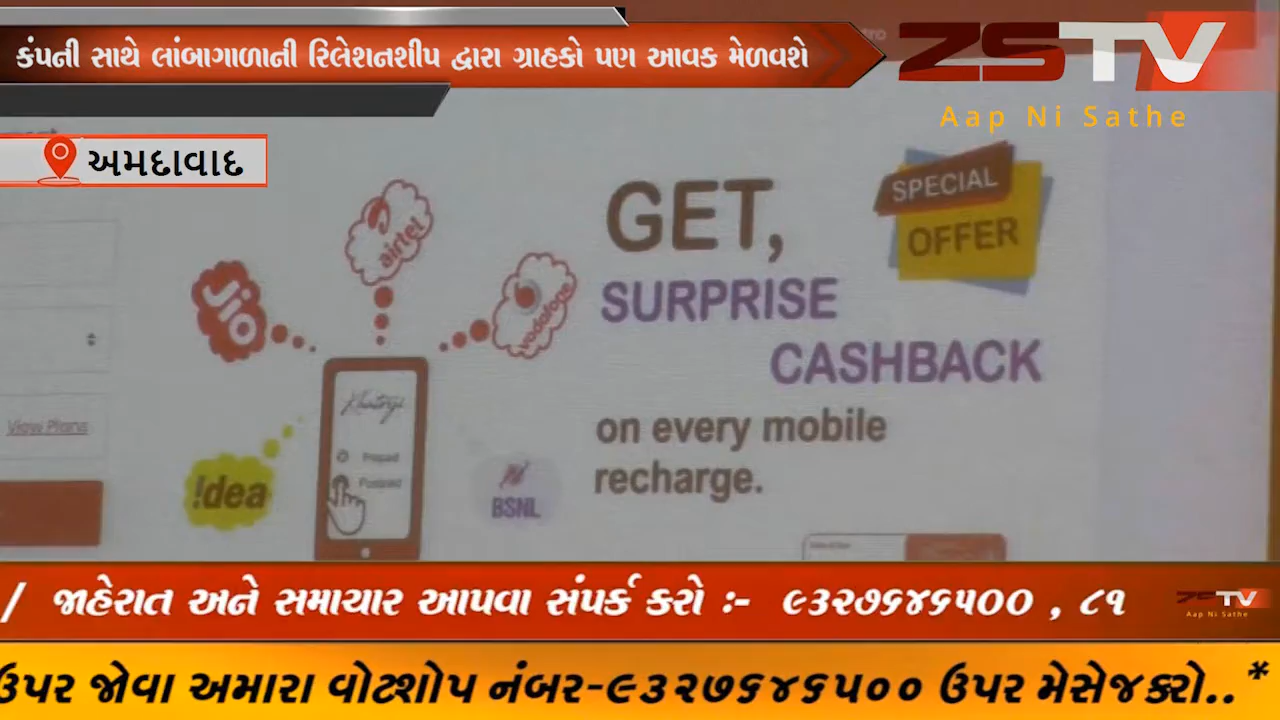 કંપની સાથે લાંબાગાળાની રિલેશનશીપ દ્વારા ગ્રાહકો પણ આવક મેળવશે
ZSTV
Aap Ni Sathe
અમદાવાદ
SPECIAL
OFFER
GET,
SURPRISE
CASHBACK
on every mobile
recharge.
airtel
Jio
vodafone
!dea
BSNL
Prepaid
Postpaid
View Plans
/ જાહેરાત અને સમાચાર આપવા સંપર્ક કરો :- ૯૩૨૭૬૪૬૫૦૦ , ૮૧
ZSTV
Aap Ni Sathe
ઉપર જોવા અમારા વોટ્શોપ નંબર-૯૩૨૭૬૪૬૫૦૦ ઉપર મેસેજ કરો.. *